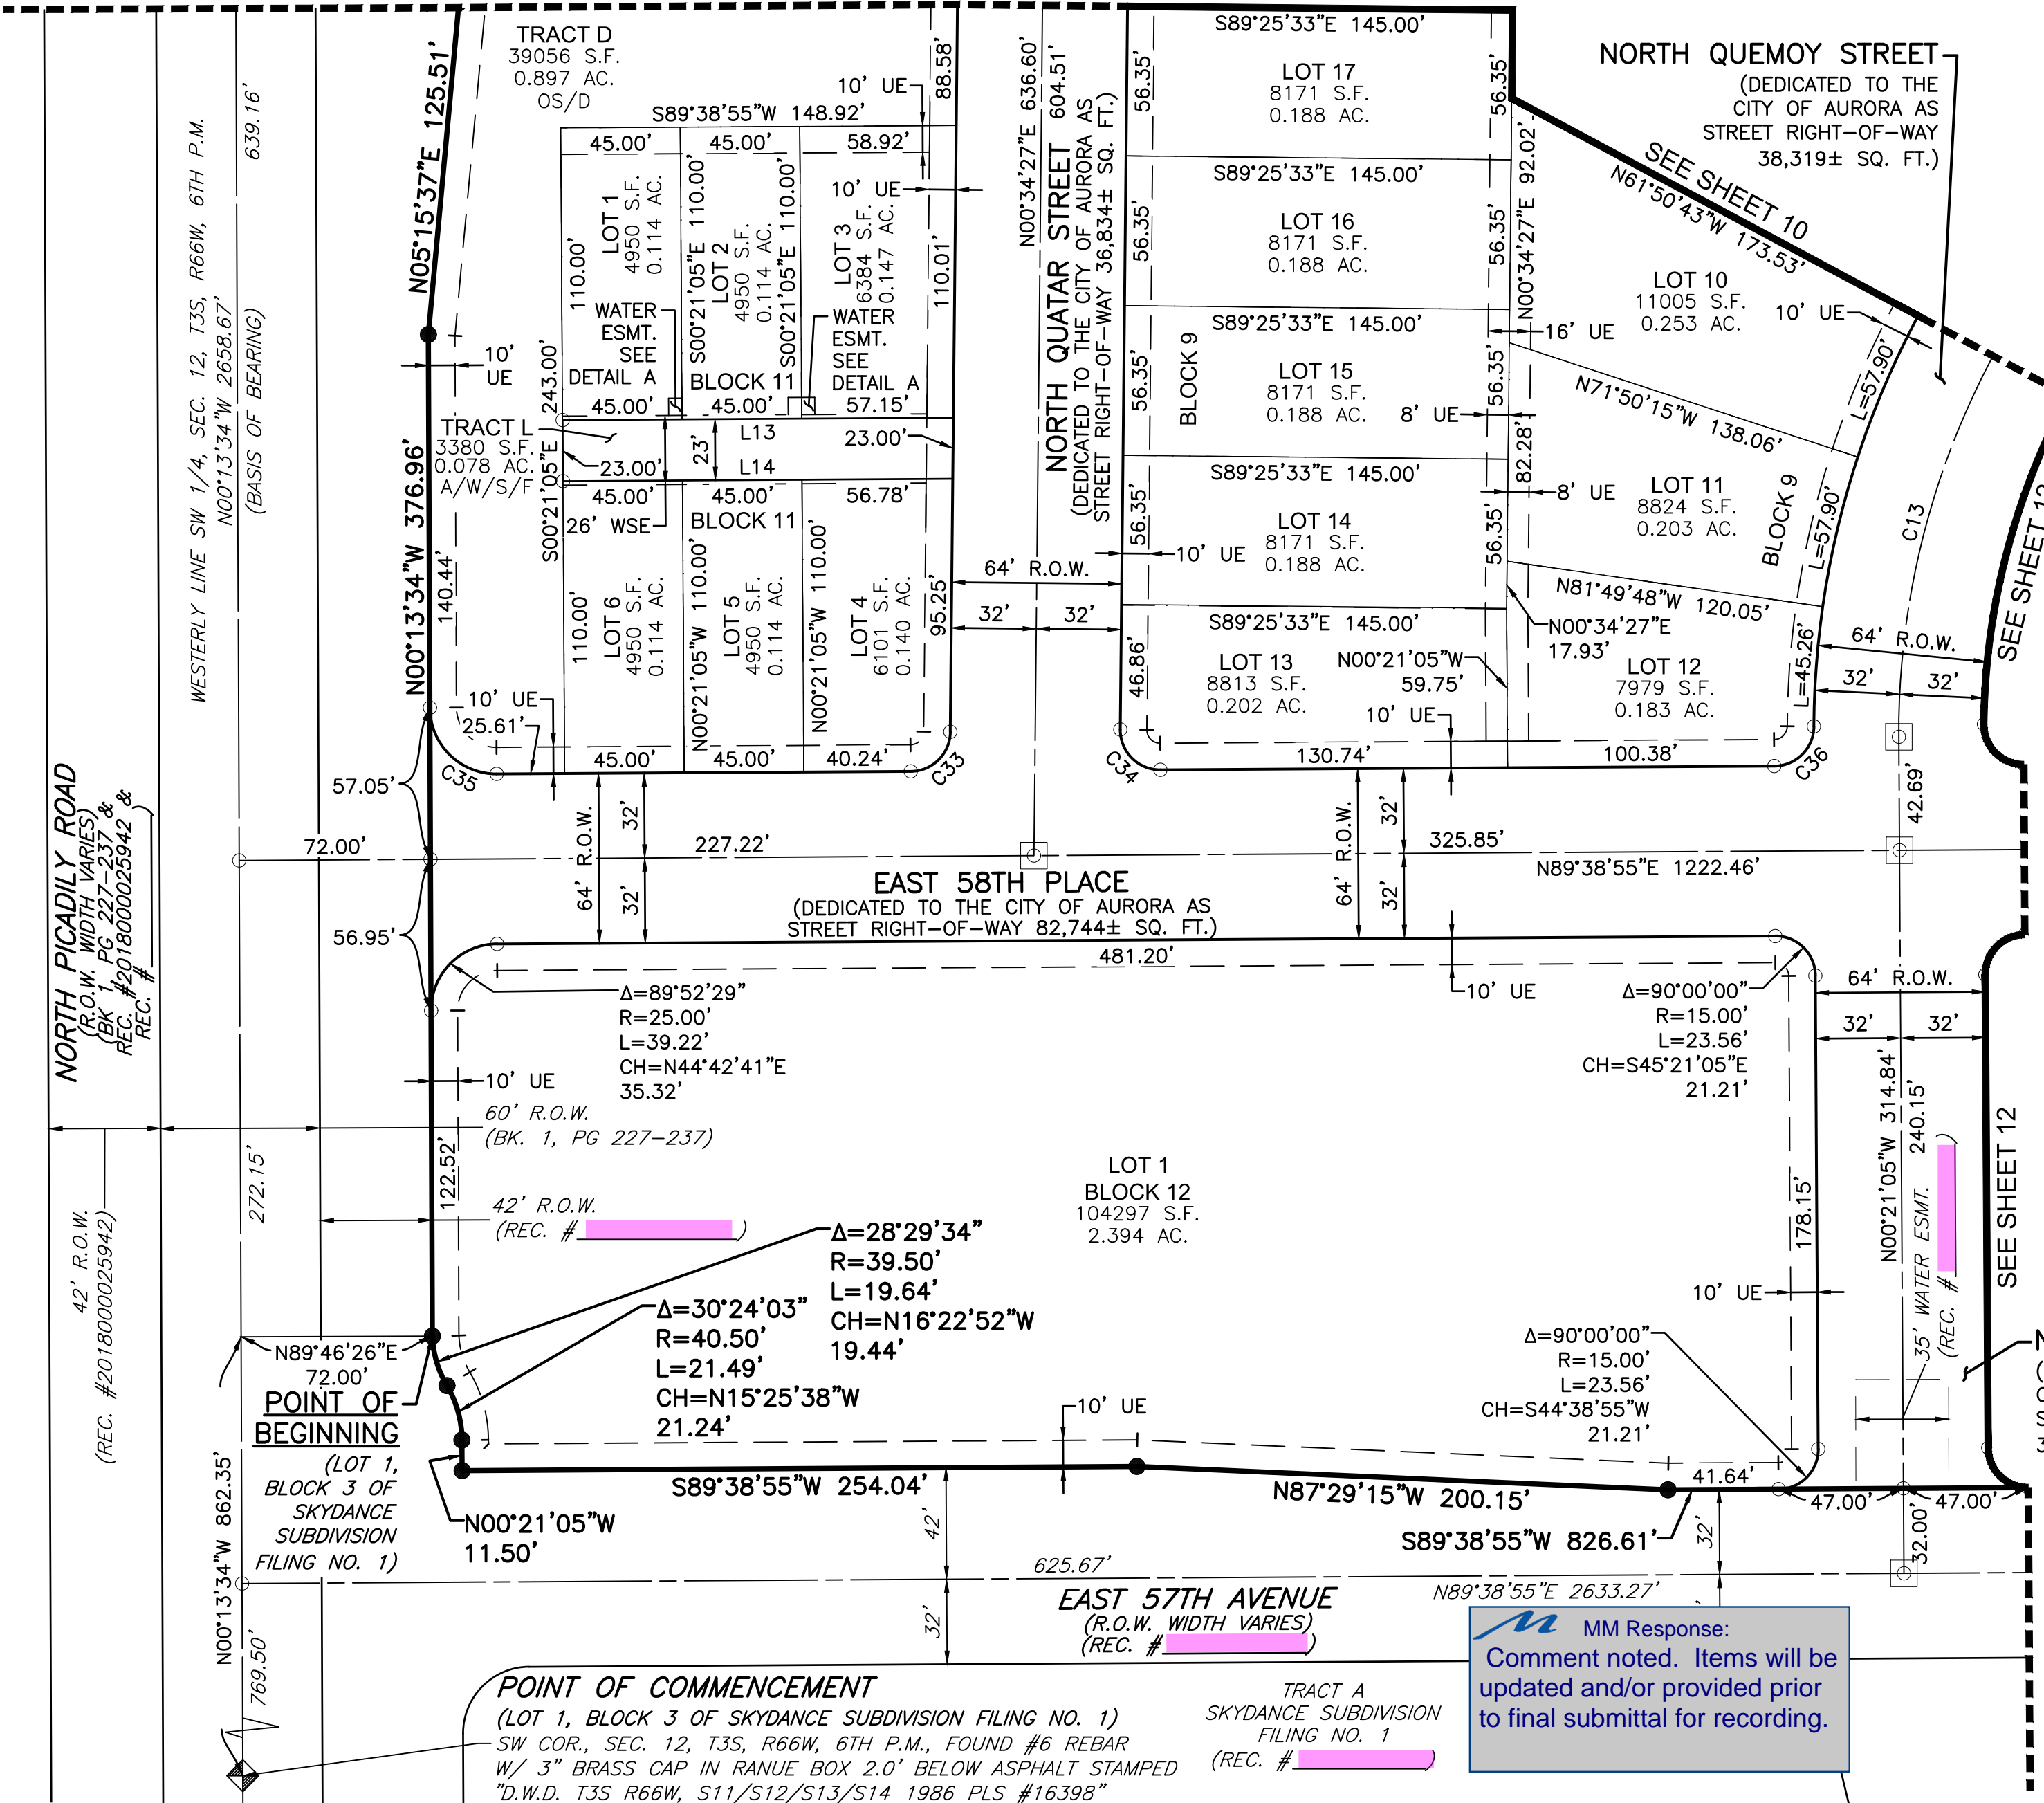 TRACT D
39056 S.F.
0.897 AC.
OS/D
N05°15'37"E 125.51'
639.16'
WESTERLY LINE SW 1/4, SEC. 12, T3S, R66W, 6TH P.M.
N00°13'34"W 2658.67'
(BASIS OF BEARING)
10' UE
88.58'
S89°38'55"W 148.92'
45.00'
45.00'
58.92'
10' UE
LOT 1
4950 S.F.
0.114 AC.
110.00'
S00°21'05"E 110.00'
LOT 2
4950 S.F.
0.114 AC.
S00°21'05"E 110.00'
LOT 3
6384 S.F.
0.147 AC.
110.01'
WATER
ESMT.
SEE
DETAIL A
WATER
ESMT.
SEE
DETAIL A
BLOCK 11
10'
UE
45.00'
45.00'
57.15'
S00°21'05"E 243.00'
TRACT L
3380 S.F.
0.078 AC.
A/W/S/F
L13
23'
23.00'
23.00'
L14
45.00'
45.00'
56.78'
26' WSE
BLOCK 11
N00°13'34"W 376.96'
140.44'
110.00'
LOT 6
4950 S.F.
0.114 AC.
N00°21'05"W 110.00'
LOT 5
4950 S.F.
0.114 AC.
N00°21'05"W 110.00'
LOT 4
6101 S.F.
0.140 AC.
95.25'
10' UE
25.61'
45.00'
45.00'
40.24'
C35
C33
N00°34'27"E 636.60'
NORTH QUATAR STREET 604.51'
(DEDICATED TO THE CITY OF AURORA AS
STREET RIGHT-OF-WAY 36,834± SQ. FT.)
64' R.O.W.
32'
32'
S89°25'33"E 145.00'
56.35'
LOT 17
8171 S.F.
0.188 AC.
56.35'
S89°25'33"E 145.00'
56.35'
LOT 16
8171 S.F.
0.188 AC.
56.35'
N00°34'27"E 92.02'
S89°25'33"E 145.00'
56.35'
BLOCK 9
LOT 15
8171 S.F.
0.188 AC.
56.35'
16' UE
8' UE
S89°25'33"E 145.00'
56.35'
LOT 14
8171 S.F.
0.188 AC.
10' UE
56.35'
82.28'
8' UE
S89°25'33"E 145.00'
46.86'
LOT 13
8813 S.F.
0.202 AC.
N00°21'05"W
59.75'
N00°34'27"E
17.93'
10' UE
130.74'
100.38'
C34
C36
NORTH QUEMOY STREET
(DEDICATED TO THE
CITY OF AURORA AS
STREET RIGHT-OF-WAY
38,319± SQ. FT.)
SEE SHEET 10
N61°50'43"W 173.53'
LOT 10
11005 S.F.
0.253 AC.
10' UE
L=57.90'
N71°50'15"W 138.06'
LOT 11
8824 S.F.
0.203 AC.
BLOCK 9
L=57.90'
C13
N81°49'48"W 120.05'
LOT 12
7979 S.F.
0.183 AC.
L=45.26'
64' R.O.W.
32'
32'
SEE SHEET 12
42.69'
NORTH PICADILY ROAD
(R.O.W. WIDTH VARIES)
(BK 1, PG 227-237 &
REC. #2018000025942 &
REC. # )
57.05'
72.00'
56.95'
227.22'
64' R.O.W.
32'
32'
325.85'
64' R.O.W.
32'
32'
N89°38'55"E 1222.46'
EAST 58TH PLACE
(DEDICATED TO THE CITY OF AURORA AS
STREET RIGHT-OF-WAY 82,744± SQ. FT.)
481.20'
Δ=89°52'29"
R=25.00'
L=39.22'
CH=N44°42'41"E
35.32'
10' UE
Δ=90°00'00"
R=15.00'
L=23.56'
CH=S45°21'05"E
21.21'
64' R.O.W.
32'
32'
10' UE
60' R.O.W.
(BK. 1, PG 227-237)
122.52'
272.15'
42' R.O.W.
(REC. #2018000025942)
42' R.O.W.
(REC. # )
LOT 1
BLOCK 12
104297 S.F.
2.394 AC.
178.15'
N00°21'05"W 314.84'
240.15'
35' WATER ESMT.
(REC. # )
SEE SHEET 12
Δ=28°29'34"
R=39.50'
L=19.64'
CH=N16°22'52"W
19.44'
Δ=30°24'03"
R=40.50'
L=21.49'
CH=N15°25'38"W
21.24'
10' UE
Δ=90°00'00"
R=15.00'
L=23.56'
CH=S44°38'55"W
21.21'
N89°46'26"E
72.00'
POINT OF
BEGINNING
(LOT 1,
BLOCK 3 OF
SKYDANCE
SUBDIVISION
FILING NO. 1)
10' UE
N00°21'05"W
11.50'
S89°38'55"W 254.04'
N87°29'15"W 200.15'
41.64'
47.00'
47.00'
S89°38'55"W 826.61'
32'
32.00'
42'
625.67'
N89°38'55"E 2633.27'
EAST 57TH AVENUE
(R.O.W. WIDTH VARIES)
(REC. # )
32'
N00°13'34"W 862.35'
769.50'
POINT OF COMMENCEMENT
(LOT 1, BLOCK 3 OF SKYDANCE SUBDIVISION FILING NO. 1)
SW COR., SEC. 12, T3S, R66W, 6TH P.M., FOUND #6 REBAR
W/ 3" BRASS CAP IN RANUE BOX 2.0' BELOW ASPHALT STAMPED
"D.W.D. T3S R66W, S11/S12/S13/S14 1986 PLS #16398"
TRACT A
SKYDANCE SUBDIVISION
FILING NO. 1
(REC. # )
MM Response:
Comment noted. Items will be
updated and/or provided prior
to final submittal for recording.